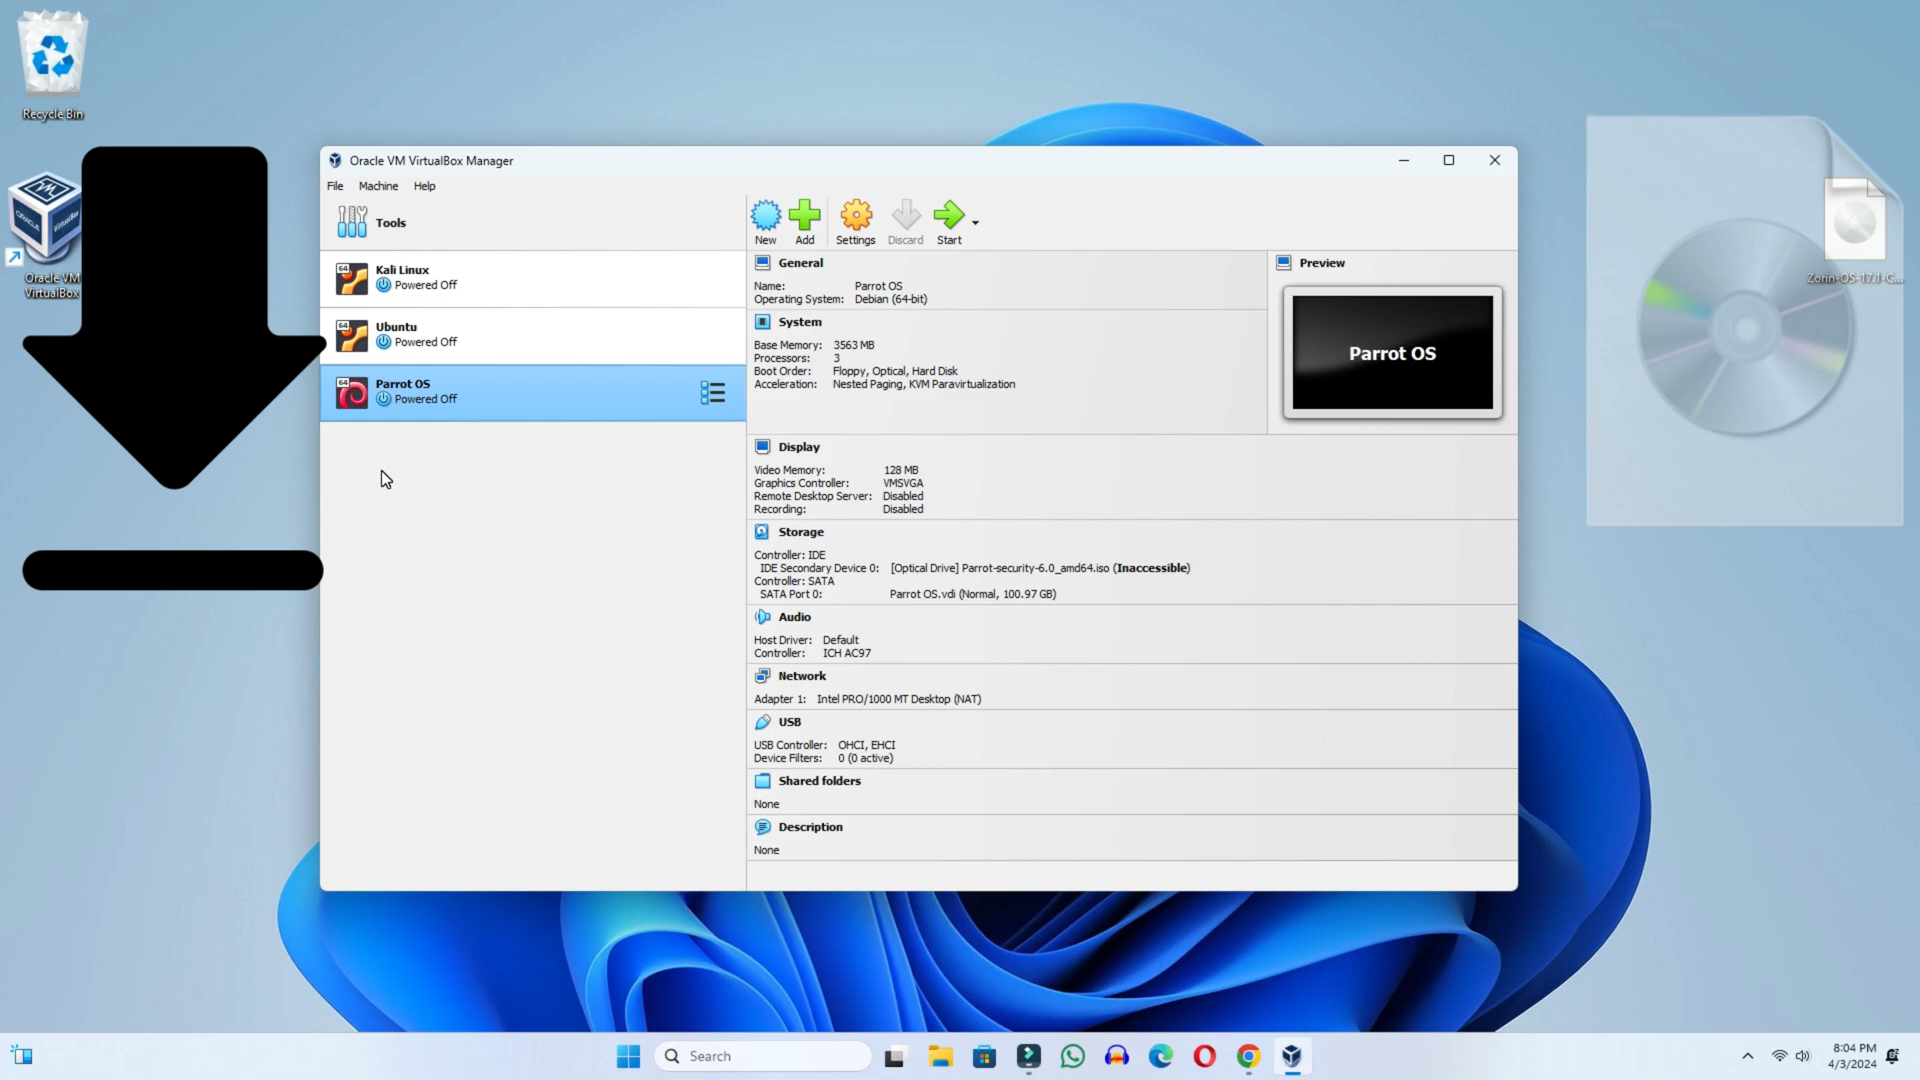 Recycle Bin
Oracle VM
VirtualBox
Oracle VM VirtualBox Manager
File Machine Help
Tools
Kali Linux
Powered Off
Ubuntu
Powered Off
Parrot OS
Powered Off
New Add Settings Discard Start
General
Name: Parrot OS
Operating System: Debian (64-bit)
System
Base Memory: 3563 MB
Processors: 3
Boot Order: Floppy, Optical, Hard Disk
Acceleration: Nested Paging, KVM Paravirtualization
Preview
Parrot OS
Display
Video Memory: 128 MB
Graphics Controller: VMSVGA
Remote Desktop Server: Disabled
Recording: Disabled
Storage
Controller: IDE
IDE Secondary Device 0: [Optical Drive] Parrot-security-6.0_amd64.iso (Inaccessible)
Controller: SATA
SATA Port 0: Parrot OS.vdi (Normal, 100.97 GB)
Audio
Host Driver: Default
Controller: ICH AC97
Network
Adapter 1: Intel PRO/1000 MT Desktop (NAT)
USB
USB Controller: OHCI, EHCI
Device Filters: 0 (0 active)
Shared folders
None
Description
None
Zorin-OS-17.1-C...
Search
8:04 PM
4/3/2024